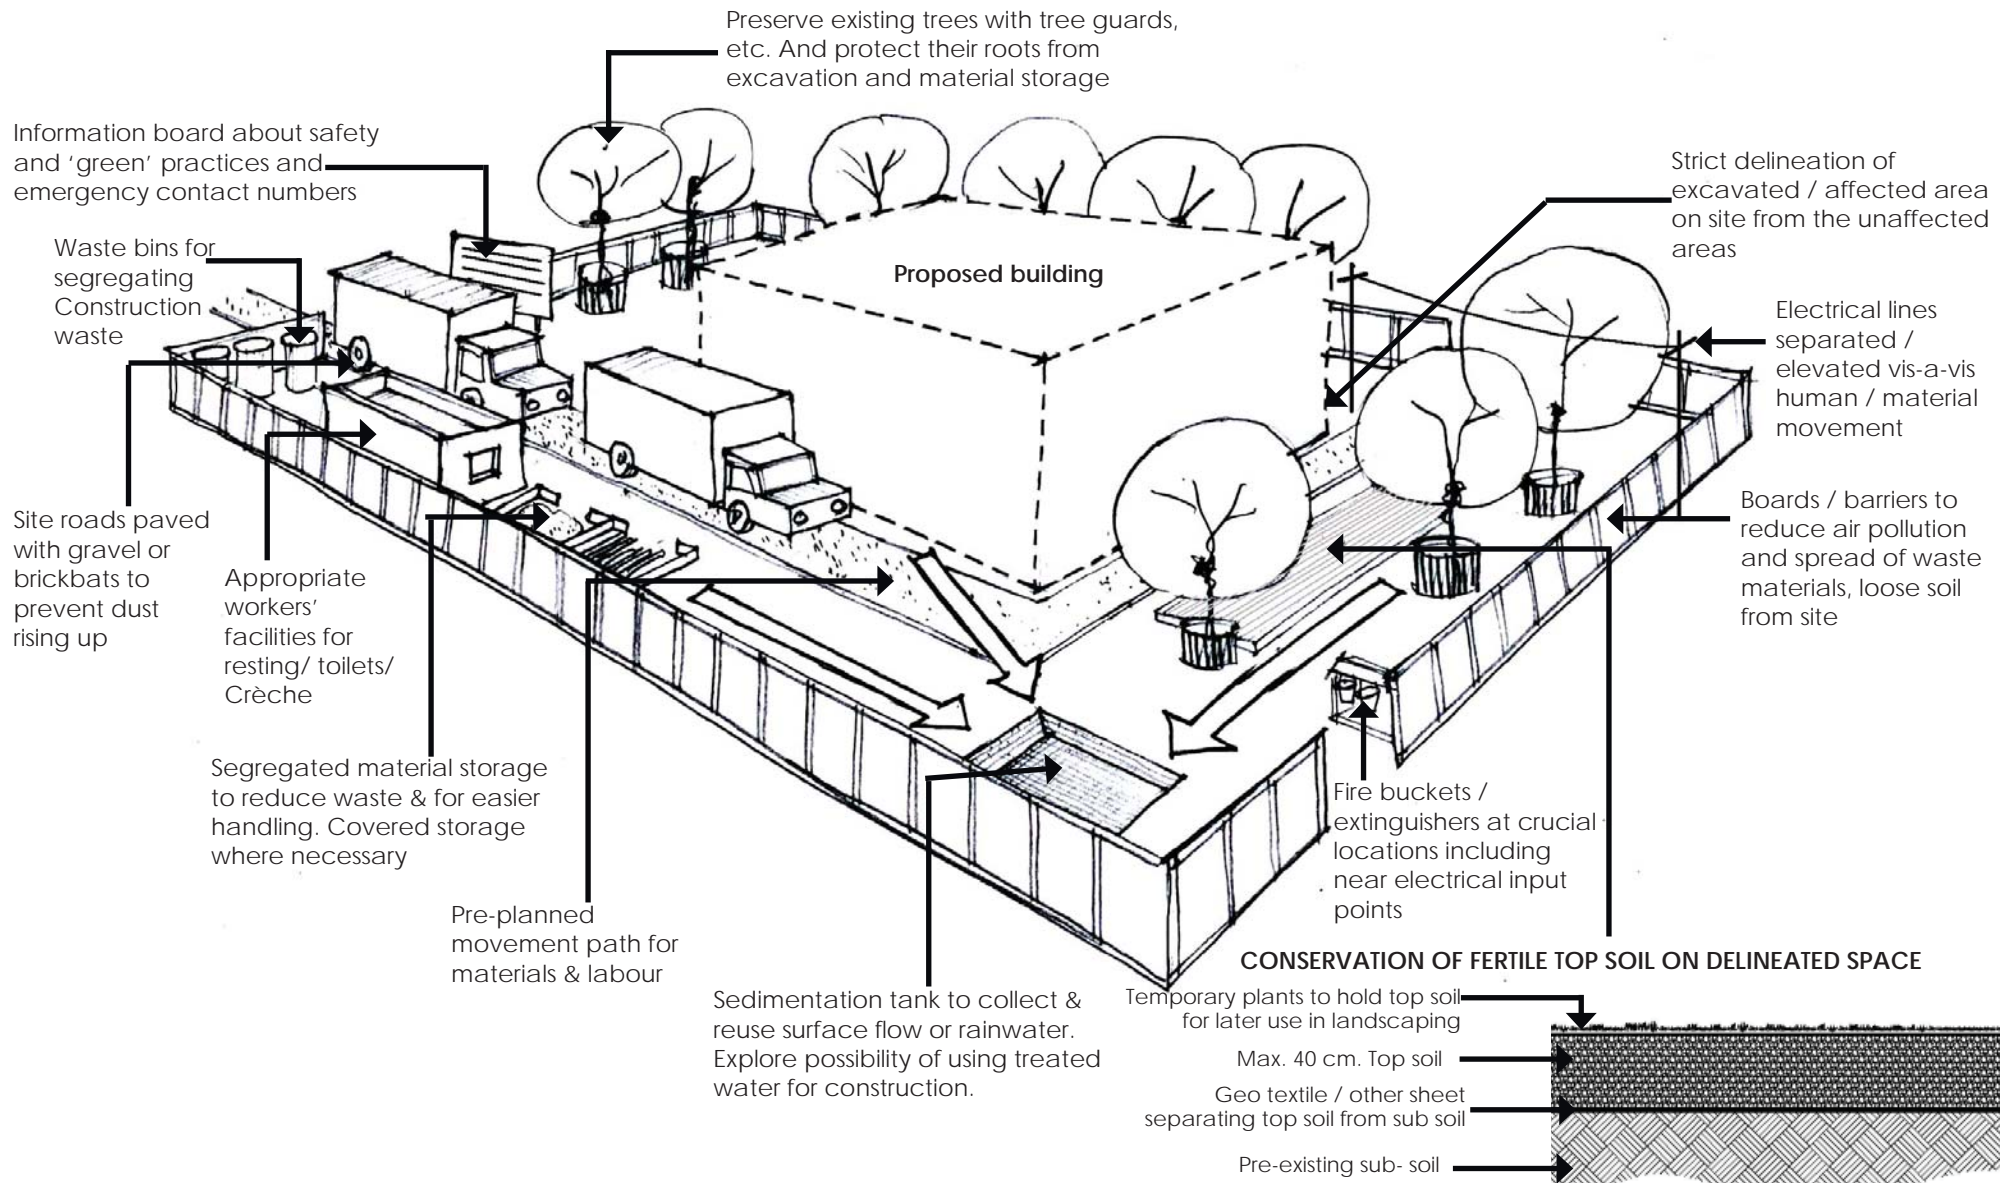 Preserve existing trees with tree guards,
etc. And protect their roots from
excavation and material storage
Information board about safety
and ‘green’ practices and
emergency contact numbers
Waste bins for
segregating
Construction
waste
Proposed building
Strict delineation of
excavated / affected area
on site from the unaffected
areas
Electrical lines
separated /
elevated vis-a-vis
human / material
movement
Site roads paved
with gravel or
brickbats to
prevent dust
rising up
Appropriate
workers’
facilities for
resting/ toilets/
Crèche
Boards / barriers to
reduce air pollution
and spread of waste
materials, loose soil
from site
Segregated material storage
to reduce waste & for easier
handling. Covered storage
where necessary
Pre-planned
movement path for
materials & labour
Sedimentation tank to collect &
reuse surface flow or rainwater.
Explore possibility of using treated
water for construction.
Fire buckets /
extinguishers at crucial
locations including
near electrical input
points
CONSERVATION OF FERTILE TOP SOIL ON DELINEATED SPACE
Temporary plants to hold top soil
for later use in landscaping
Max. 40 cm. Top soil
Geo textile / other sheet
separating top soil from sub soil
Pre-existing sub- soil